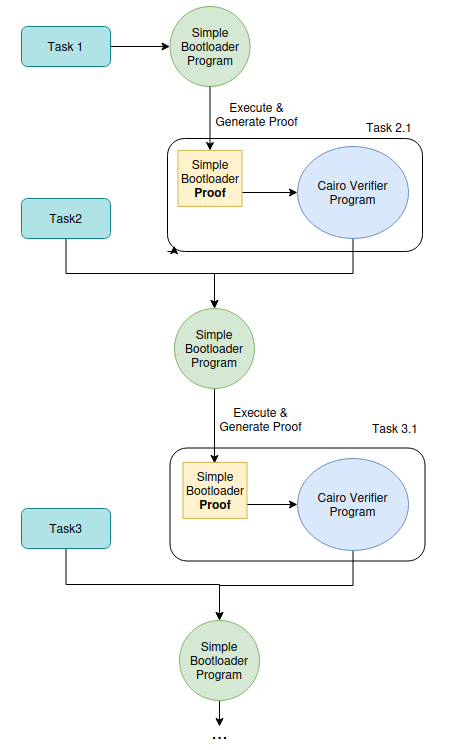 Task 1
Simple
Bootloader
Program
Execute &
Generate Proof
Task 2.1
Simple
Bootloader
Proof
Cairo Verifier
Program
Task2
Simple
Bootloader
Program
Execute &
Generate Proof
Task 3.1
Simple
Bootloader
Proof
Cairo Verifier
Program
Task3
Simple
Bootloader
Program
...